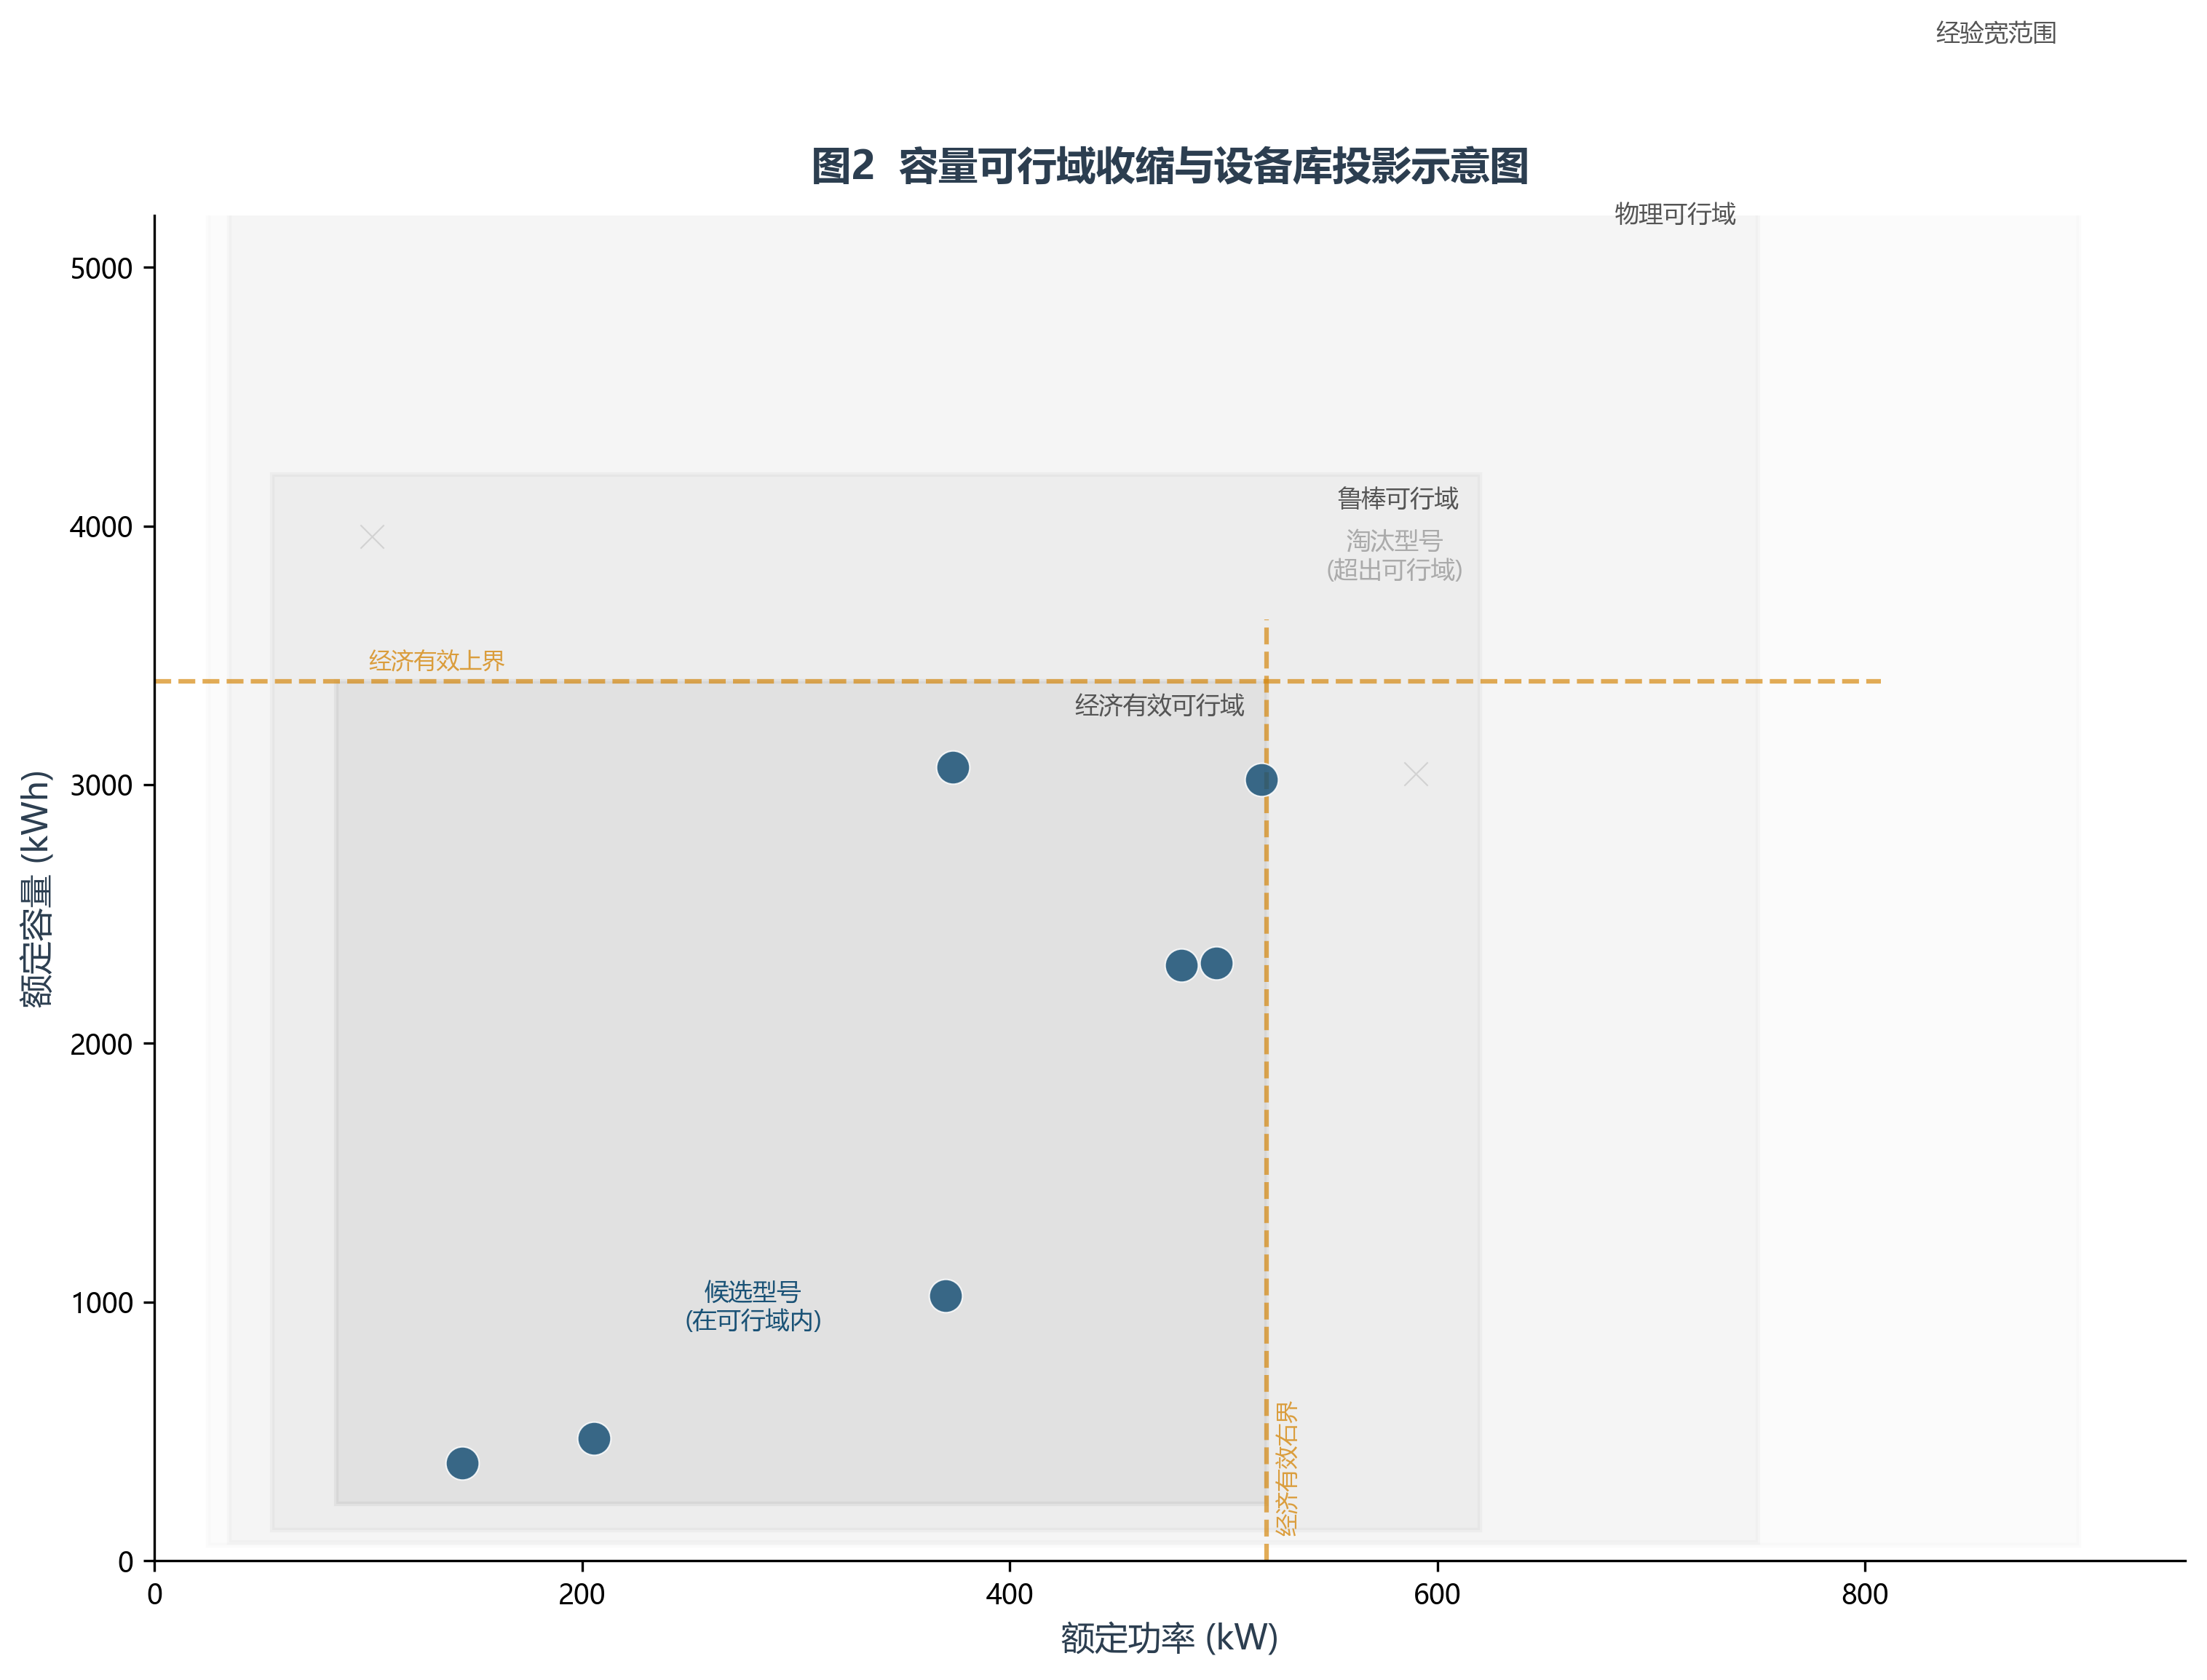 经验宽范围
图2 容量可行域收缩与设备库投影示意图
物理可行域
5000
鲁棒可行域
4000
淘汰型号
(超出可行域)
经济有效上界
经济有效可行域
3000
额定容量 (kWh)
2000
候选型号
(在可行域内)
1000
经济有效右界
0
0
200
400
600
800
额定功率 (kW)